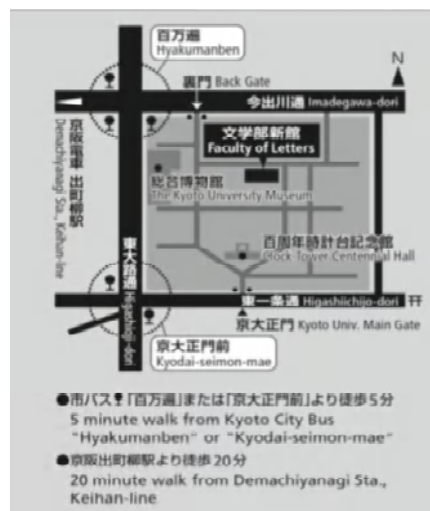 百万遍
Hyakumanben
N
裏門 Back Gate
今出川通 Imadegawa-dori
文学部新館
Faculty of Letters
京阪電車 出町柳駅
Demachiyanagi Sta., Keihan-line
総合博物館
The Kyoto University Museum
百周年時計台記念館
Clock Tower Centennial Hall
東大路通 Higashioji-dori
東一条通 Higashiichijo-dori
京大正門 Kyoto Univ. Main Gate
京大正門前
Kyodai-seimon-mae
●市バス「百万遍」または「京大正門前」より徒歩5分
5 minute walk from Kyoto City Bus
"Hyakumanben" or "Kyodai-seimon-mae"
●京阪出町柳駅より徒歩20分
20 minute walk from Demachiyanagi Sta.,
Keihan-line